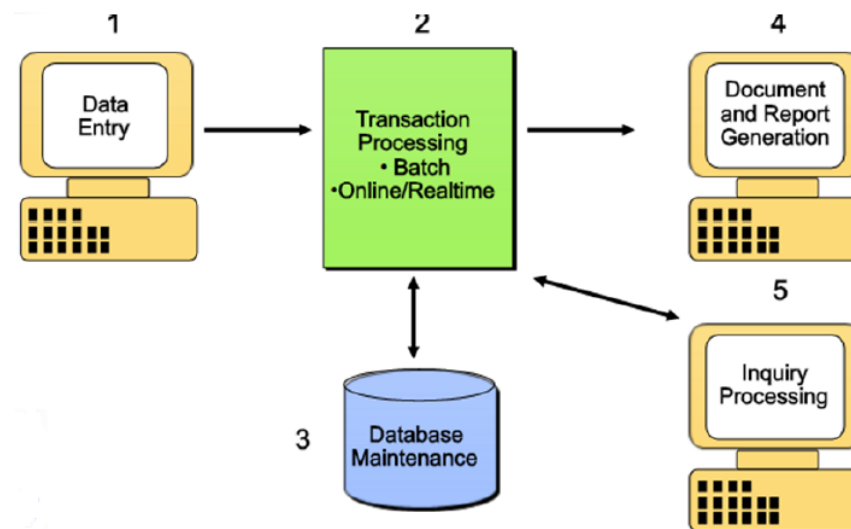 1
2
4
Data
Entry
Transaction
Processing
• Batch
•Online/Realtime
Document
and Report
Generation
5
Inquiry
Processing
3
Database
Maintenance